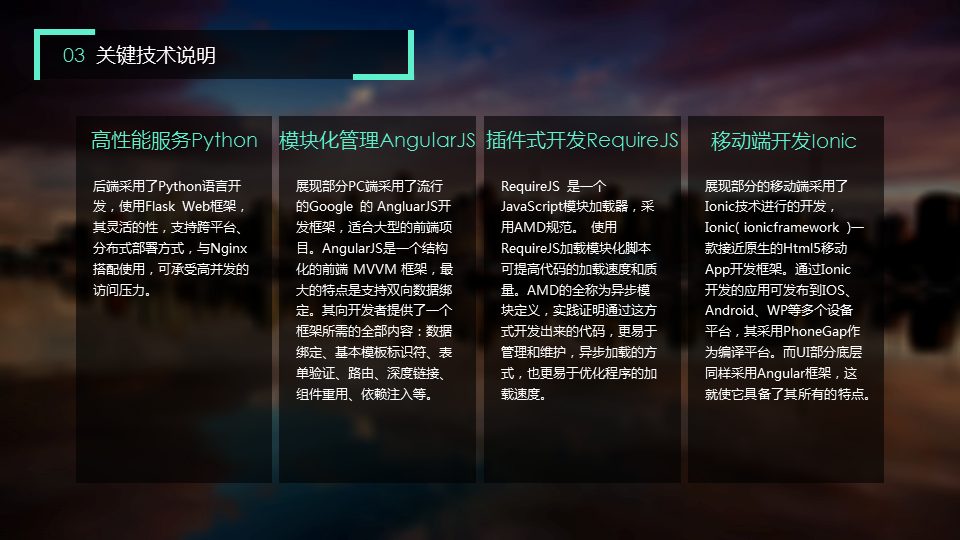 03 关键技术说明
高性能服务Python
后端采用了Python语言开
发，使用Flask Web框架，
其灵活的性，支持跨平台、
分布式部署方式，与Nginx
搭配使用，可承受高并发的
访问压力。
模块化管理AngularJS
展现部分PC端采用了流行
的Google 的 AngluarJS开
发框架，适合大型的前端项
目。AngularJS是一个结构
化的前端 MVVM 框架，最
大的特点是支持双向数据绑
定。其向开发者提供了一个
框架所需的全部内容：数据
绑定、基本模板标识符、表
单验证、路由、深度链接、
组件重用、依赖注入等。
插件式开发RequireJS
RequireJS 是一个
JavaScript模块加载器，采
用AMD规范。 使用
RequireJS加载模块化脚本
可提高代码的加载速度和质
量。AMD的全称为异步模
块定义，实践证明通过这方
式开发出来的代码，更易于
管理和维护，异步加载的方
式，也更易于优化程序的加
载速度。
移动端开发Ionic
展现部分的移动端采用了
Ionic技术进行的开发，
Ionic( ionicframework )一
款接近原生的Html5移动
App开发框架。通过Ionic
开发的应用可发布到IOS、
Android、WP等多个设备
平台，其采用PhoneGap作
为编译平台。而UI部分底层
同样采用Angular框架，这
就使它具备了其所有的特点。